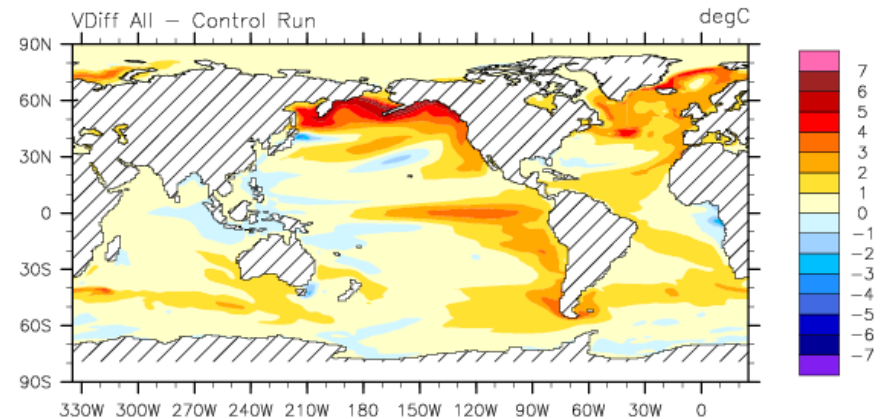 VDiff All – Control Run
degC
90N
60N
30N
0
30S
60S
90S
330W 300W 270W 240W 210W 180 150W 120W 90W 60W 30W 0
7
6
5
4
3
2
1
0
−1
−2
−3
−4
−5
−6
−7